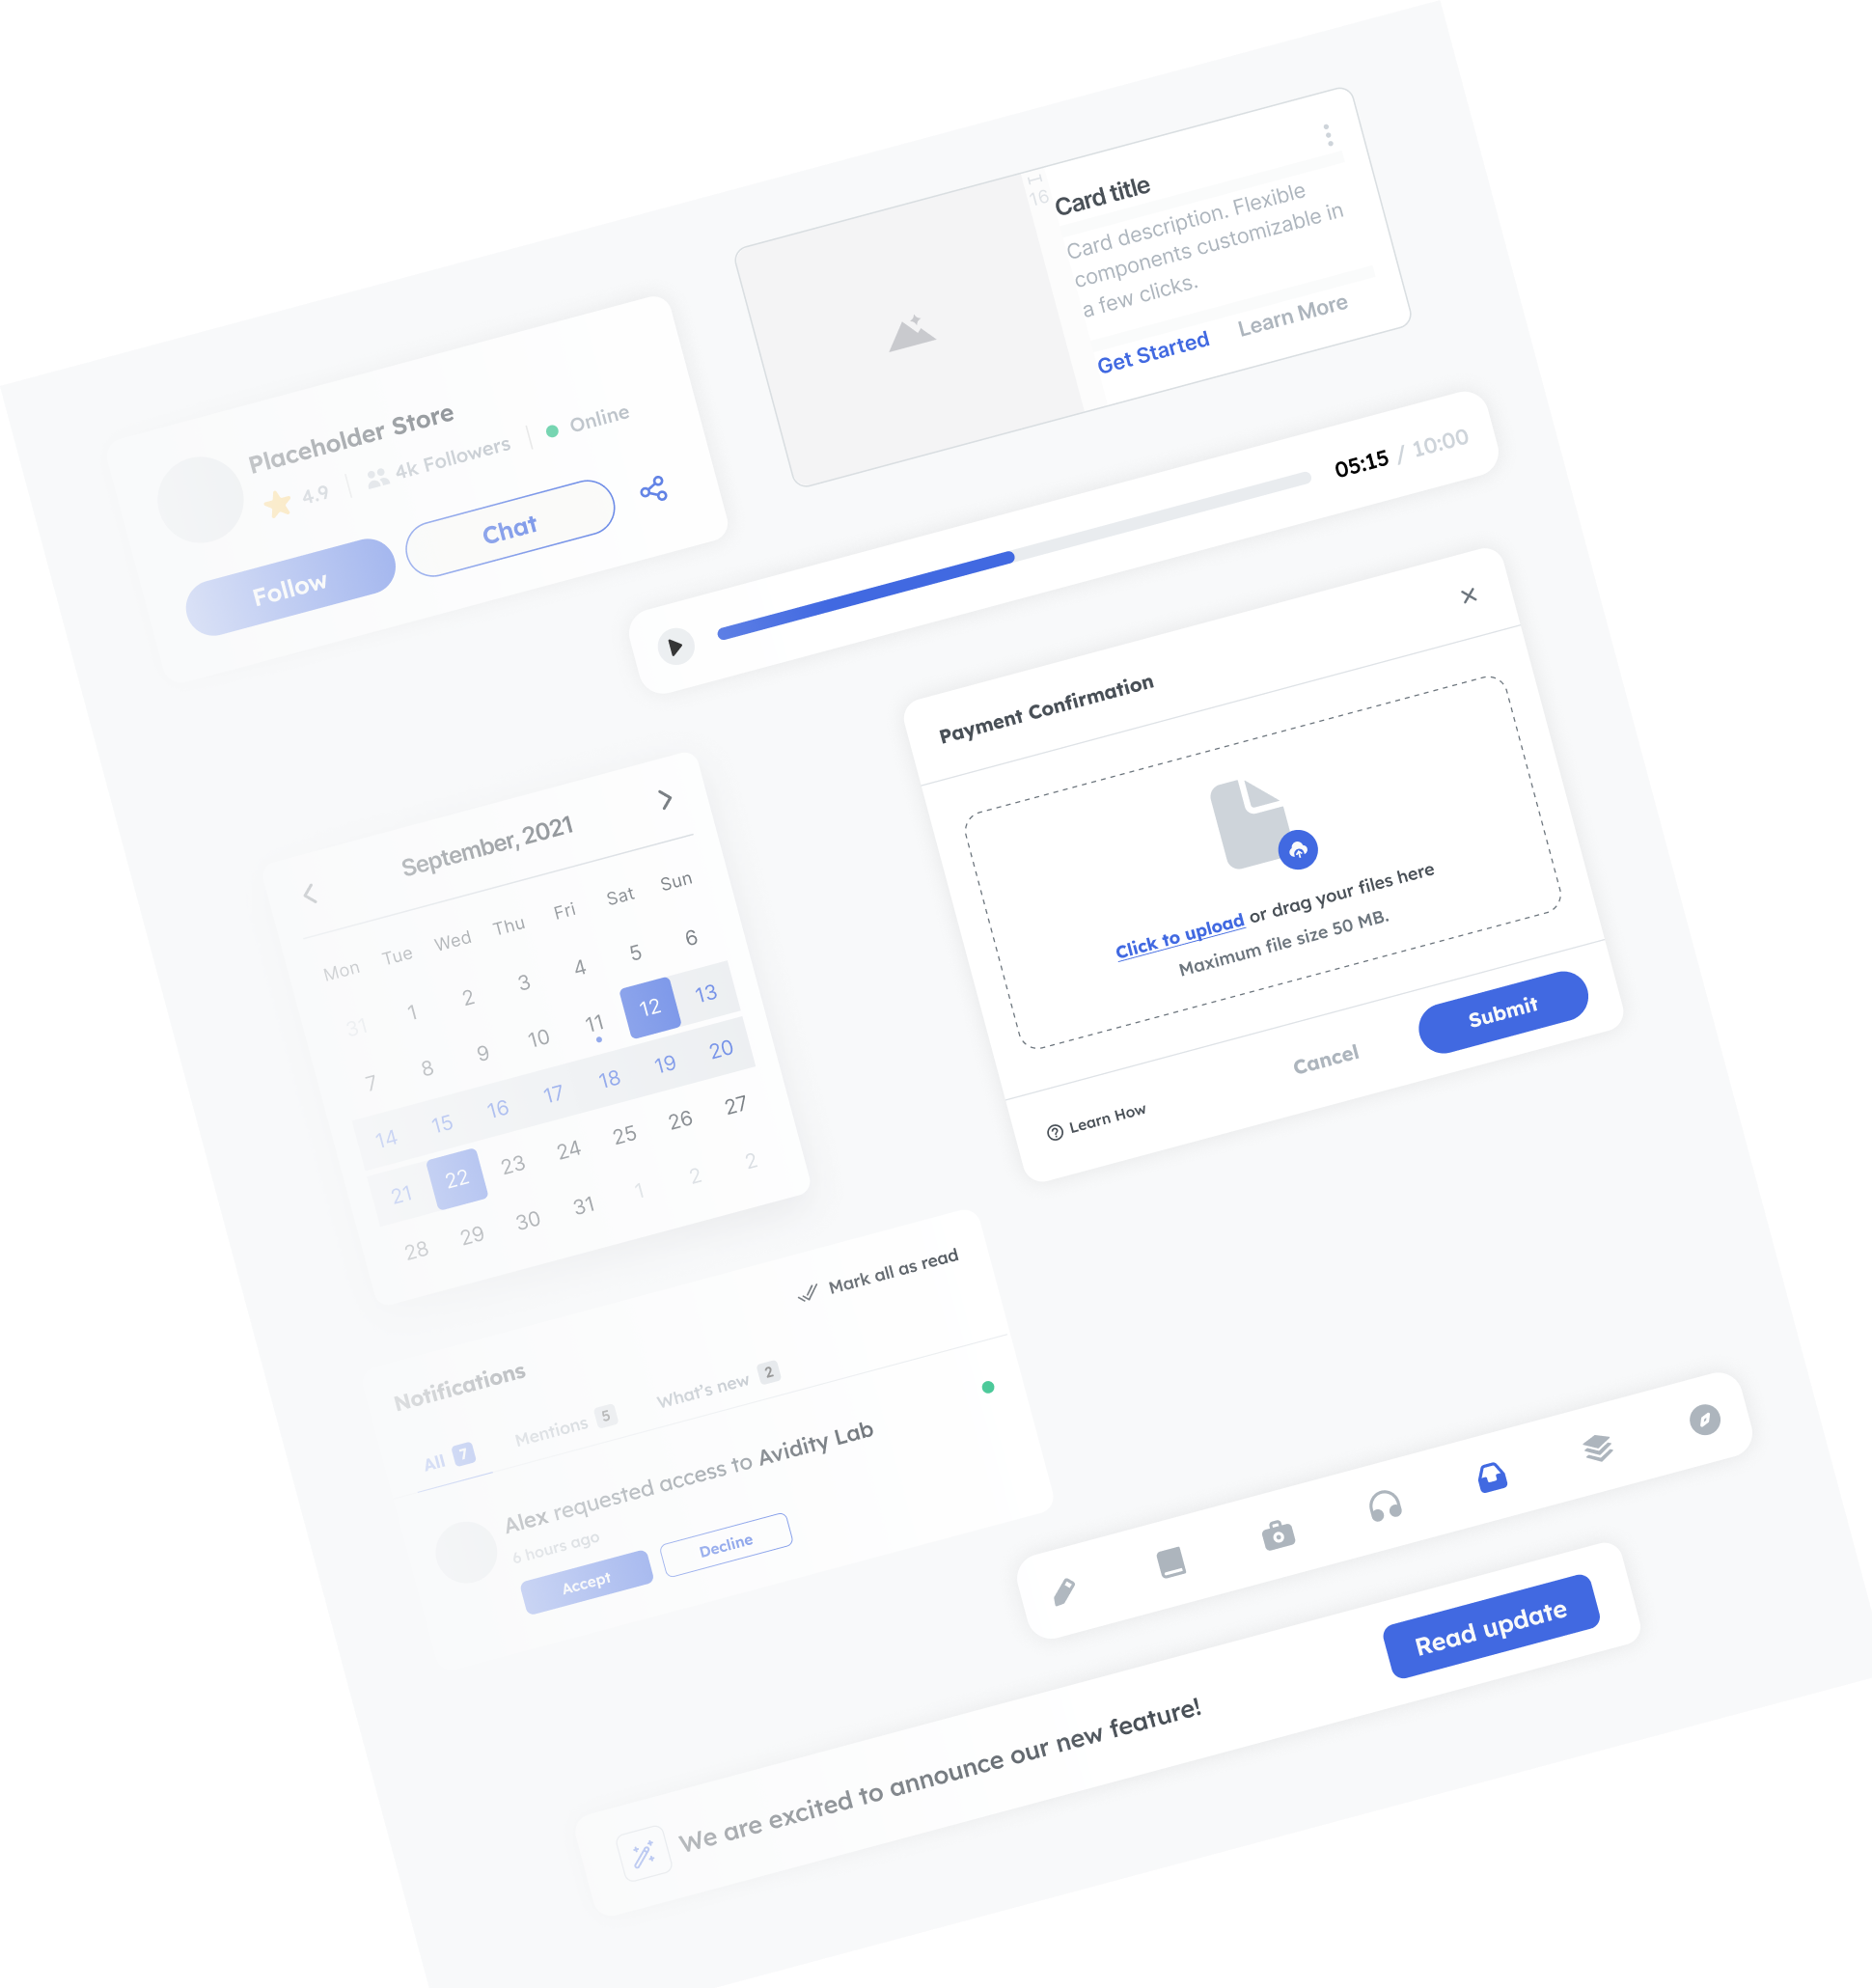 Card title
16
Card description. Flexible
components customizable in
a few clicks.
Get Started Learn More
Placeholder Store
4.9 4k Followers Online
Follow Chat
05:15 / 10:00
Payment Confirmation
Click to upload or drag your files here
Maximum file size 50 MB.
Learn How Cancel Submit
September, 2021
Mon Tue Wed Thu Fri Sat Sun
31 1 2 3 4 5 6
7 8 9 10 11 12 13
14 15 16 17 18 19 20
21 22 23 24 25 26 27
28 29 30 31 1 2 2
Notifications Mark all as read
All 7 Mentions 5 What's new 2
Alex requested access to Avidity Lab
6 hours ago
Accept Decline
We are excited to announce our new feature! Read update